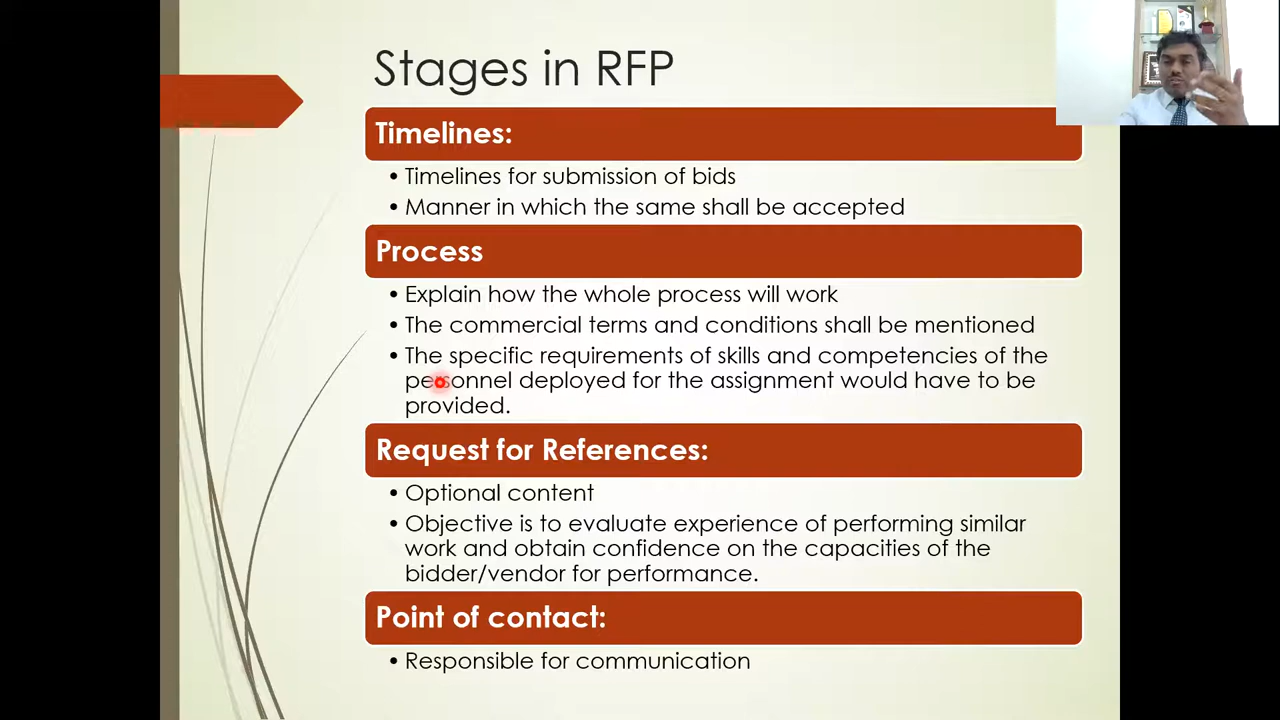 Stages in RFP
Timelines:
• Timelines for submission of bids
• Manner in which the same shall be accepted
Process
• Explain how the whole process will work
• The commercial terms and conditions shall be mentioned
• The specific requirements of skills and competencies of the
personnel deployed for the assignment would have to be
provided.
Request for References:
• Optional content
• Objective is to evaluate experience of performing similar
work and obtain confidence on the capacities of the
bidder/vendor for performance.
Point of contact:
• Responsible for communication